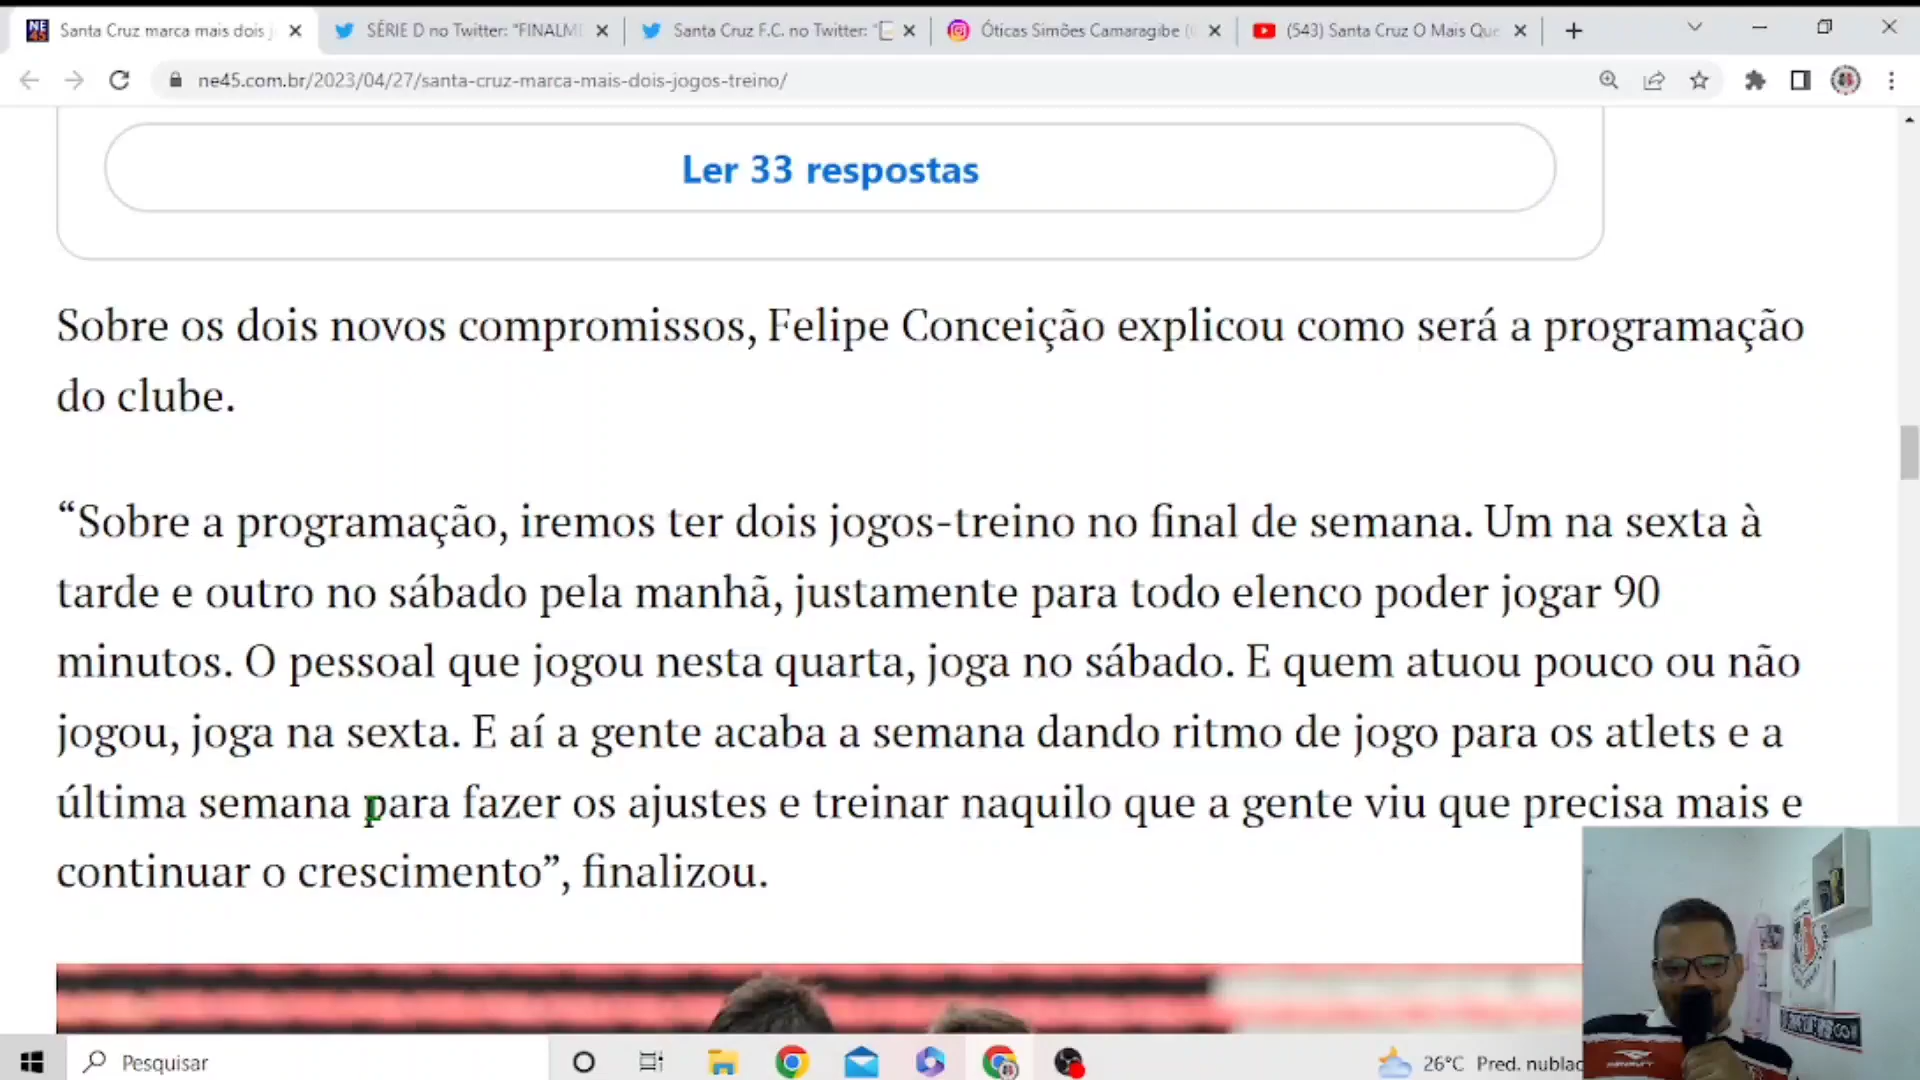 Santa Cruz marca mais dois j
SÉRIE D no Twitter: "FINALME
Santa Cruz F.C. no Twitter: "
Óticas Simões Camaragibe (
(543) Santa Cruz O Mais Que
ne45.com.br/2023/04/27/santa-cruz-marca-mais-dois-jogos-treino/
Ler 33 respostas
Sobre os dois novos compromissos, Felipe Conceição explicou como será a programação
do clube.
“Sobre a programação, iremos ter dois jogos-treino no final de semana. Um na sexta à
tarde e outro no sábado pela manhã, justamente para todo elenco poder jogar 90
minutos. O pessoal que jogou nesta quarta, joga no sábado. E quem atuou pouco ou não
jogou, joga na sexta. E aí a gente acaba a semana dando ritmo de jogo para os atlets e a
última semana para fazer os ajustes e treinar naquilo que a gente viu que precisa mais e
continuar o crescimento”, finalizou.
Pesquisar
26°C Pred. nublad